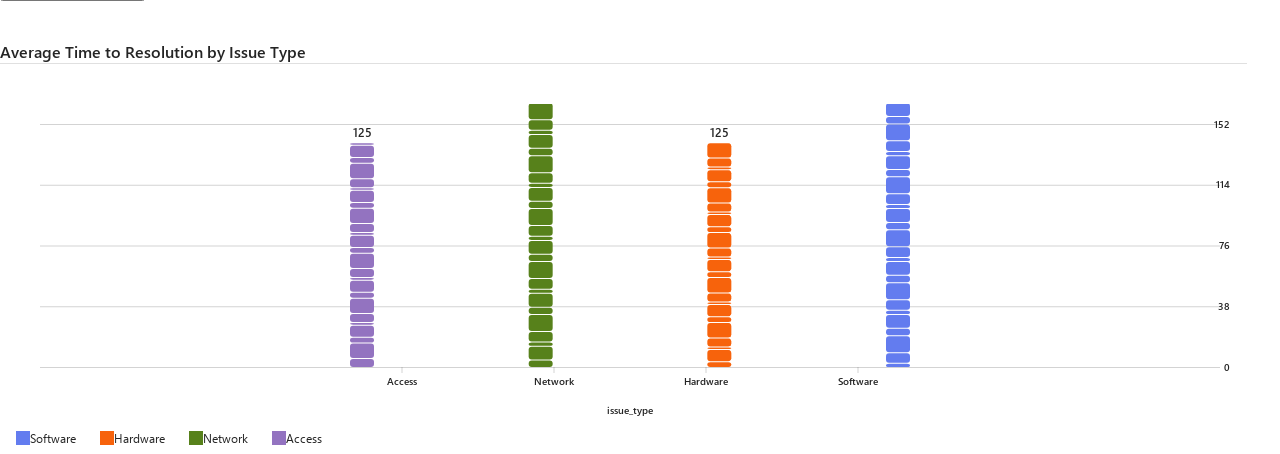 Average Time to Resolution by Issue Type
125
125
152
114
76
38
0
Access Network Hardware Software
issue_type
Software Hardware Network Access